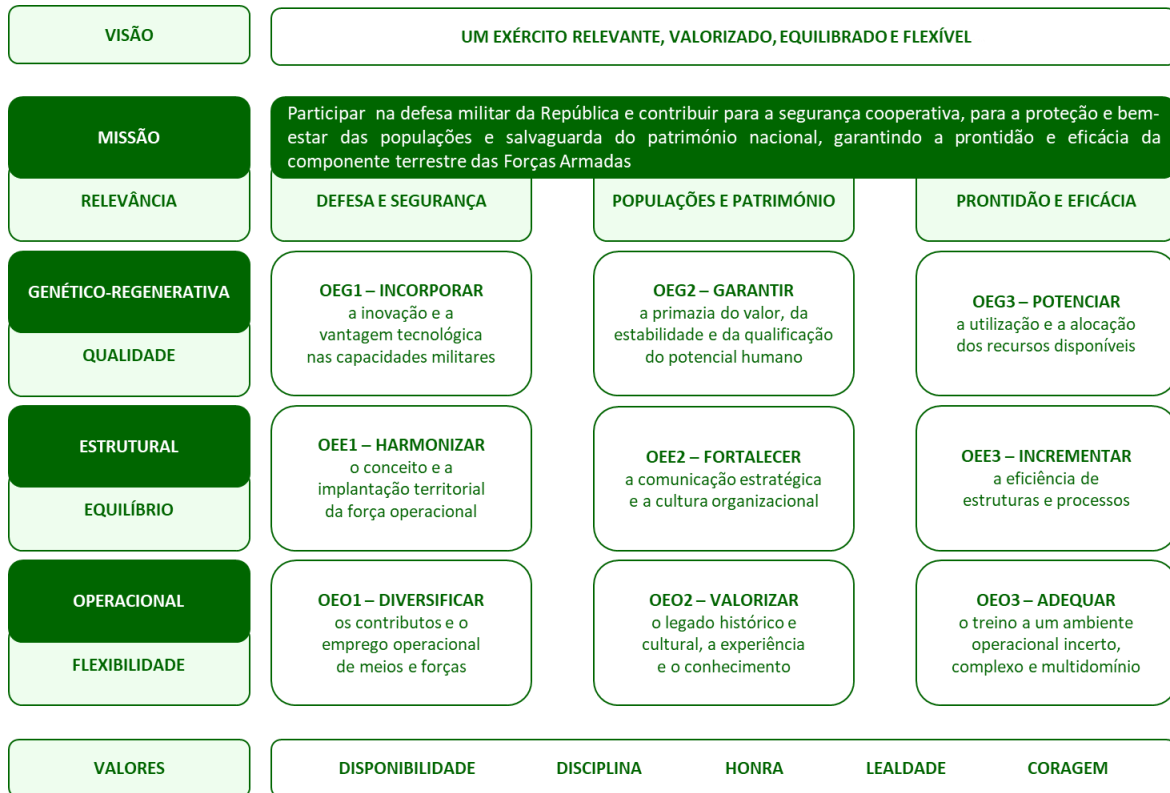 VISÃO
UM EXÉRCITO RELEVANTE, VALORIZADO, EQUILIBRADO E FLEXÍVEL
MISSÃO
Participar na defesa militar da República e contribuir para a segurança cooperativa, para a proteção e bem-
estar das populações e salvaguarda do património nacional, garantindo a prontidão e eficácia da
componente terrestre das Forças Armadas
RELEVÂNCIA
DEFESA E SEGURANÇA
POPULAÇÕES E PATRIMÓNIO
PRONTIDÃO E EFICÁCIA
GENÉTICO-REGENERATIVA
QUALIDADE
OEG1 – INCORPORAR
a inovação e a
vantagem tecnológica
nas capacidades militares
OEG2 – GARANTIR
a primazia do valor, da
estabilidade e da qualificação
do potencial humano
OEG3 – POTENCIAR
a utilização e a alocação
dos recursos disponíveis
ESTRUTURAL
EQUILÍBRIO
OEE1 – HARMONIZAR
o conceito e a
implantação territorial
da força operacional
OEE2 – FORTALECER
a comunicação estratégica
e a cultura organizacional
OEE3 – INCREMENTAR
a eficiência de
estruturas e processos
OPERACIONAL
FLEXIBILIDADE
OEO1 – DIVERSIFICAR
os contributos e o
emprego operacional
de meios e forças
OEO2 – VALORIZAR
o legado histórico e
cultural, a experiência
e o conhecimento
OEO3 – ADEQUAR
o treino a um ambiente
operacional incerto,
complexo e multidomínio
VALORES
DISPONIBILIDADE DISCIPLINA HONRA LEALDADE CORAGEM